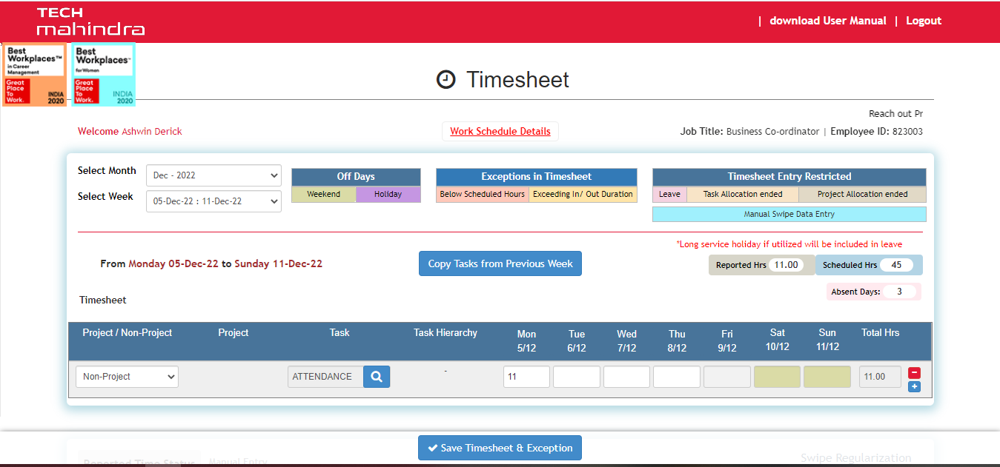 TECH
mahindra
| download User Manual | Logout
Best
Workplaces™
in Career
Management
Great
Place
To
Work.
INDIA
2020
Best
Workplaces™
for Women
Great
Place
To
Work.
INDIA
2020
Timesheet
Reach out Pr
Welcome Ashwin Derick
Work Schedule Details
Job Title: Business Co-ordinator | Employee ID: 823003
Select Month
Dec - 2022
Select Week
05-Dec-22 : 11-Dec-22
Off Days
Weekend Holiday
Exceptions in Timesheet
Below Scheduled Hours Exceeding In/ Out Duration
Timesheet Entry Restricted
Leave Task Allocation ended Project Allocation ended
Manual Swipe Data Entry
*Long service holiday if utilized will be included in leave
From Monday 05-Dec-22 to Sunday 11-Dec-22
Copy Tasks from Previous Week
Reported Hrs 11.00 Scheduled Hrs 45
Absent Days: 3
Timesheet
Project / Non-Project Project Task Task Hierarchy Mon Tue Wed Thu Fri Sat Sun Total Hrs
5/12 6/12 7/12 8/12 9/12 10/12 11/12
Non-Project ATTENDANCE - 11 11.00
Save Timesheet & Exception
Reported Time Status Manual Entry Swipe Regularization